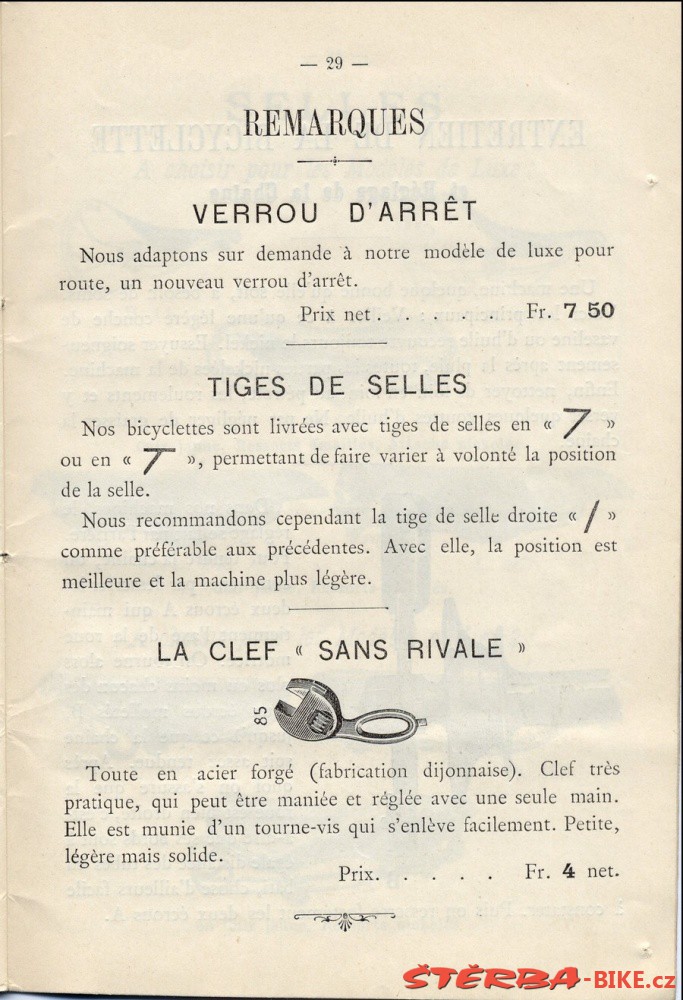 — 29 —
REMARQUES
VERROU D'ARRÊT
Nous adaptons sur demande à notre modèle de luxe pour
route, un nouveau verrou d'arrêt.
Prix net . . . . . Fr. 7 50
TIGES DE SELLES
Nos bicyclettes sont livrées avec tiges de selles en « 7 »
ou en « T », permettant de faire varier à volonté la position
de la selle.
Nous recommandons cependant la tige de selle droite « / »
comme préférable aux précédentes. Avec elle, la position est
meilleure et la machine plus légère.
LA CLEF « SANS RIVALE »
85
Toute en acier forgé (fabrication dijonnaise). Clef très
pratique, qui peut être maniée et réglée avec une seule main.
Elle est munie d'un tourne-vis qui s'enlève facilement. Petite,
légère mais solide.
Prix. . . . . Fr. 4 net.
ŠTĚRBA-BIKE.cz